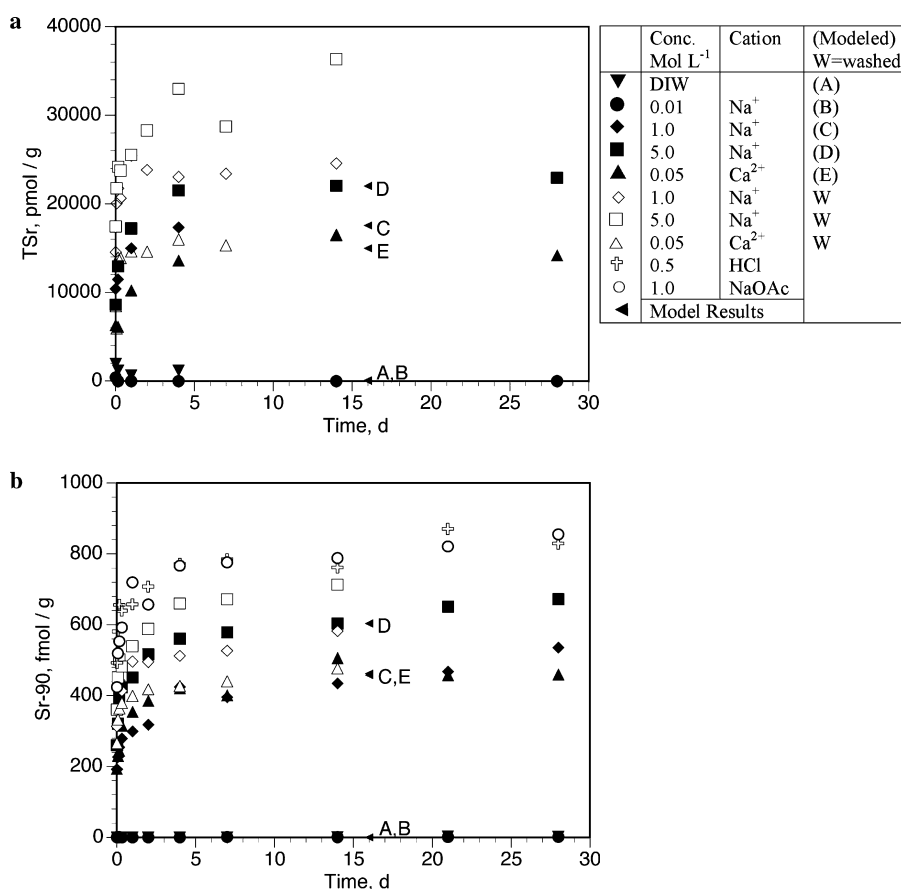 a
40000
30000
20000
10000
0
TSr, pmol / g
D
C
E
A,B
0 5 10 15 20 25 30
Time, d
Conc. Cation (Modeled)
Mol L-1 W=washed
DIW (A)
0.01 Na+ (B)
1.0 Na+ (C)
5.0 Na+ (D)
0.05 Ca2+ (E)
1.0 Na+ W
5.0 Na+ W
0.05 Ca2+ W
0.5 HCl
1.0 NaOAc
Model Results
b
1000
800
600
400
200
0
Sr-90, fmol / g
D
C,E
A,B
0 5 10 15 20 25 30
Time, d